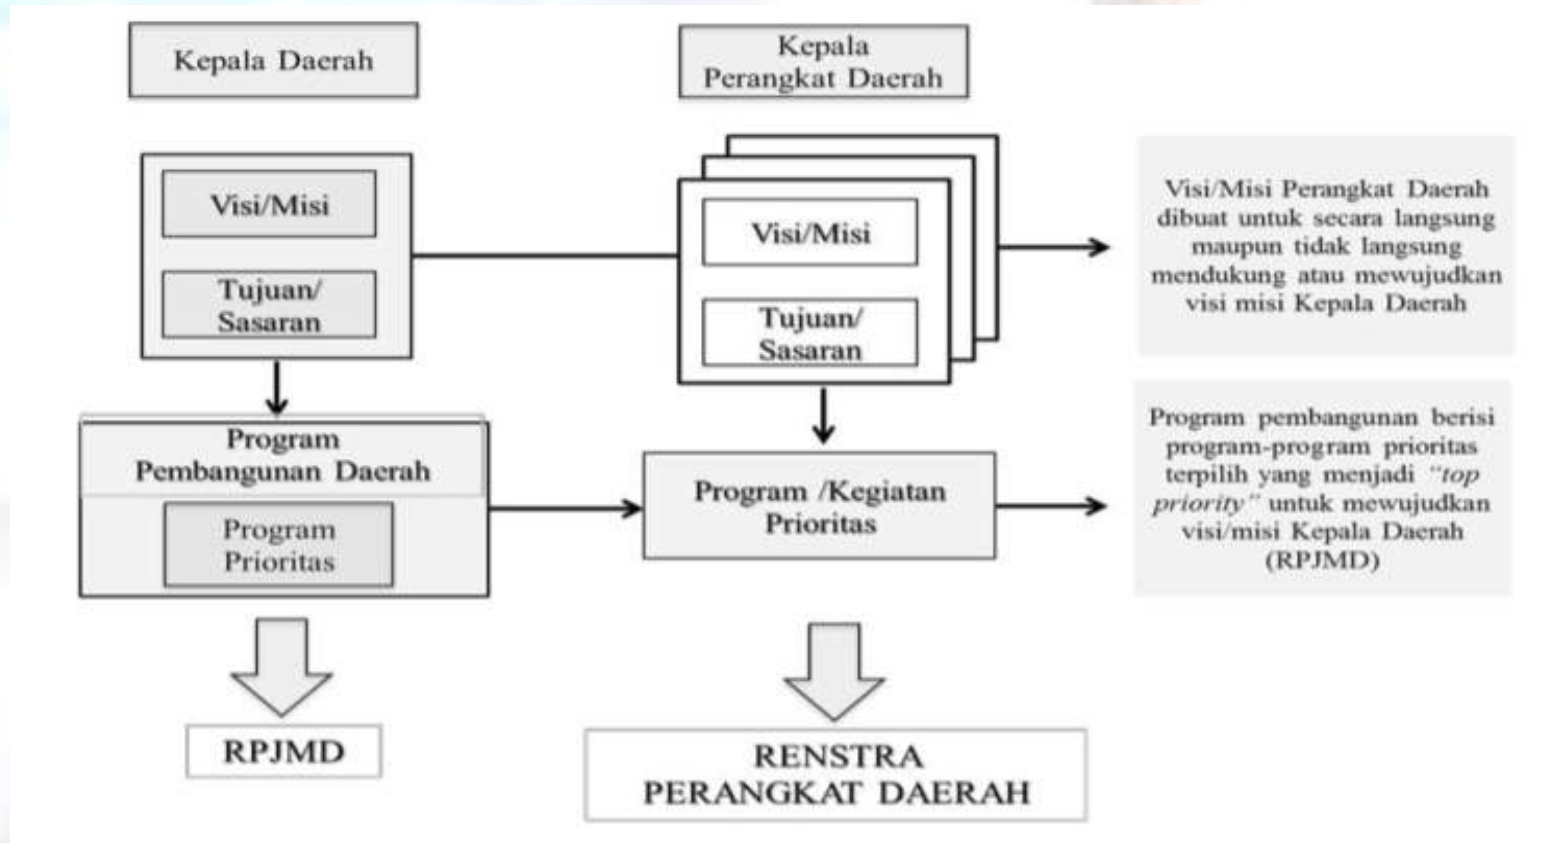 Kepala Daerah
Kepala
Perangkat Daerah
Visi/Misi
Tujuan/
Sasaran
Visi/Misi
Tujuan/
Sasaran
Visi/Misi Perangkat Daerah
dibuat untuk secara langsung
maupun tidak langsung
mendukung atau mewujudkan
visi misi Kepala Daerah
Program
Pembangunan Daerah
Program
Prioritas
Program /Kegiatan
Prioritas
Program pembangunan berisi
program-program prioritas
terpilih yang menjadi “top
priority” untuk mewujudkan
visi/misi Kepala Daerah
(RPJMD)
RPJMD
RENSTRA
PERANGKAT DAERAH